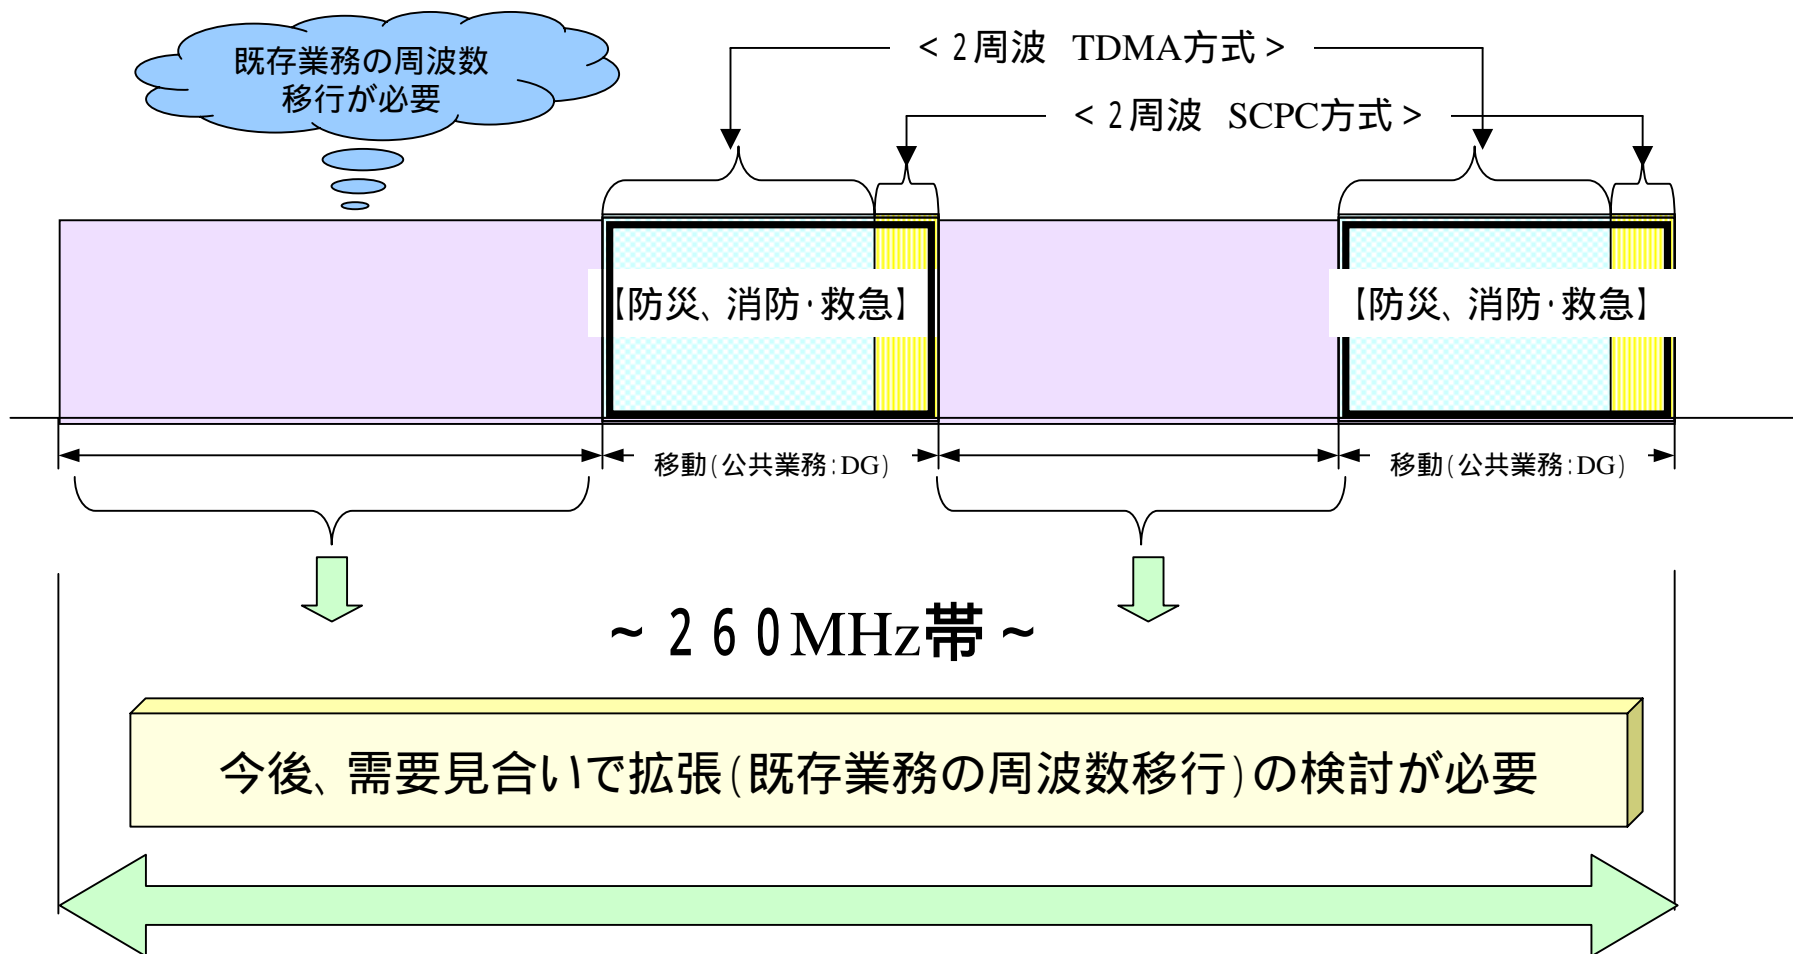 既存業務の周波数
移行が必要
<２周波 TDMA方式>
<２周波 SCPC方式>
【防災、消防・救急】
【防災、消防・救急】
移動(公共業務:DG)
移動(公共業務:DG)
~２６０MHz帯~
今後、需要見合いで拡張(既存業務の周波数移行)の検討が必要